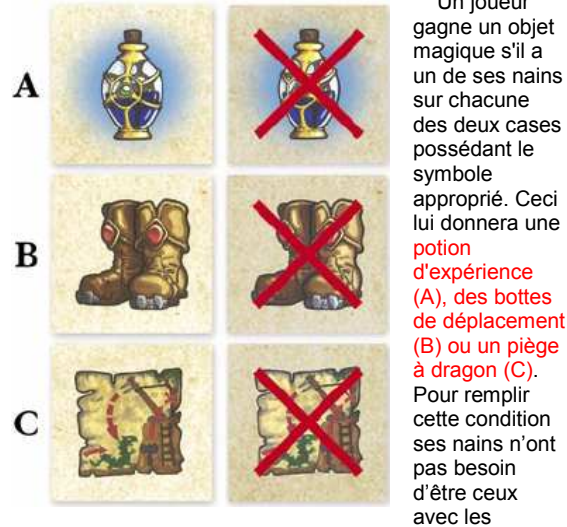 A
B
C
Un joueur
gagne un objet
magique s'il a
un de ses nains
sur chacune
des deux cases
possédant le
symbole
approprié. Ceci
lui donnera une
potion
d'expérience
(A), des bottes
de déplacement
(B) ou un piège
à dragon (C).
Pour remplir
cette condition
ses nains n'ont
pas besoin
d'être ceux
avec les